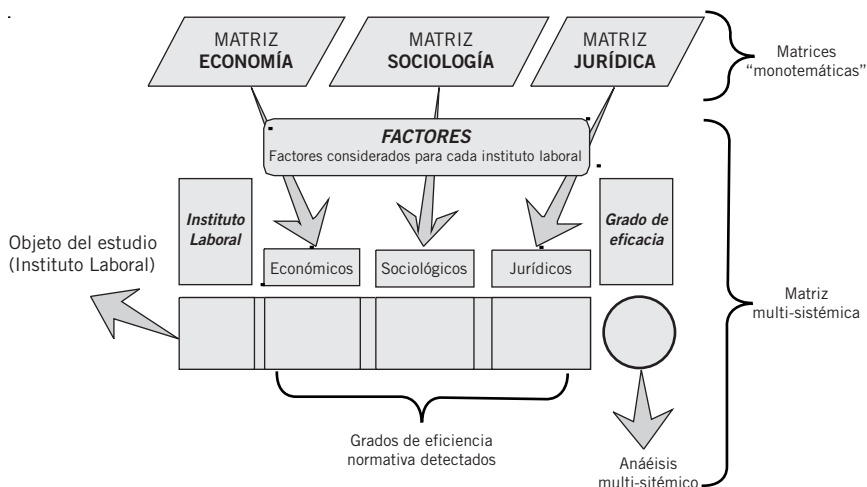 MATRIZ
ECONOMÍA
MATRIZ
SOCIOLOGÍA
MATRIZ
JURÍDICA
Matrices
“monotemáticas”
FACTORES
Factores considerados para cada instituto laboral
Instituto
Laboral
Grado de
eficacia
Objeto del estudio
(Instituto Laboral)
Económicos
Sociológicos
Jurídicos
Matriz
multi-sistémica
Grados de eficiencia
normativa detectados
Anáéisis
multi-sitémico